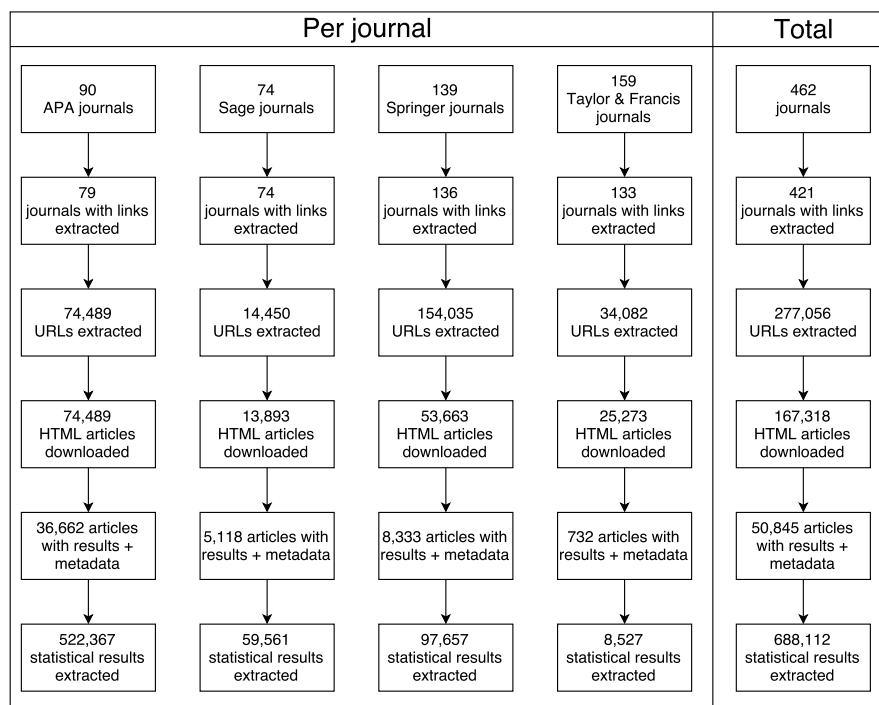 Per journal
Total
90
APA journals
74
Sage journals
139
Springer journals
159
Taylor & Francis
journals
462
journals
79
journals with links
extracted
74
journals with links
extracted
136
journals with links
extracted
133
journals with links
extracted
421
journals with links
extracted
74,489
URLs extracted
14,450
URLs extracted
154,035
URLs extracted
34,082
URLs extracted
277,056
URLs extracted
74,489
HTML articles
downloaded
13,893
HTML articles
downloaded
53,663
HTML articles
downloaded
25,273
HTML articles
downloaded
167,318
HTML articles
downloaded
36,662 articles
with results +
metadata
5,118 articles with
results + metadata
8,333 articles with
results + metadata
732 articles with
results + metadata
50,845 articles
with results +
metadata
522,367
statistical results
extracted
59,561
statistical results
extracted
97,657
statistical results
extracted
8,527
statistical results
extracted
688,112
statistical results
extracted